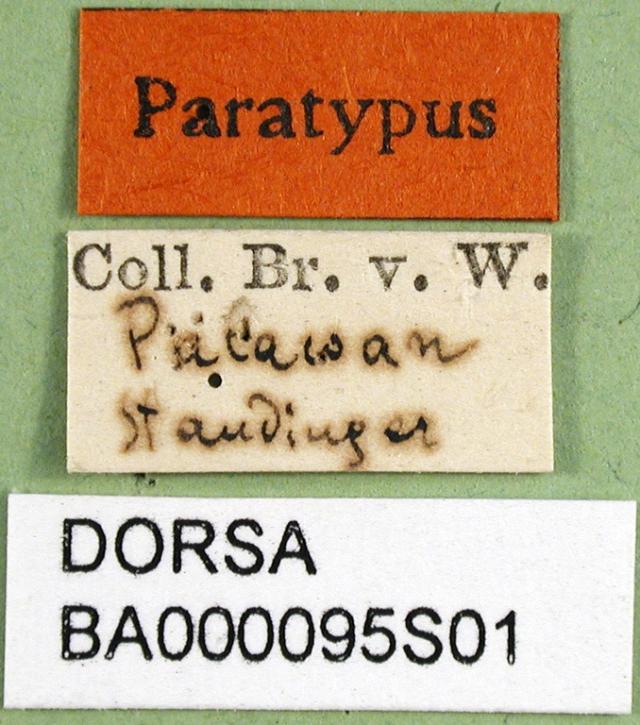 Paratypus
Coll. Br. v. W.
Palawan
Staudinger
DORSA
BA000095S01